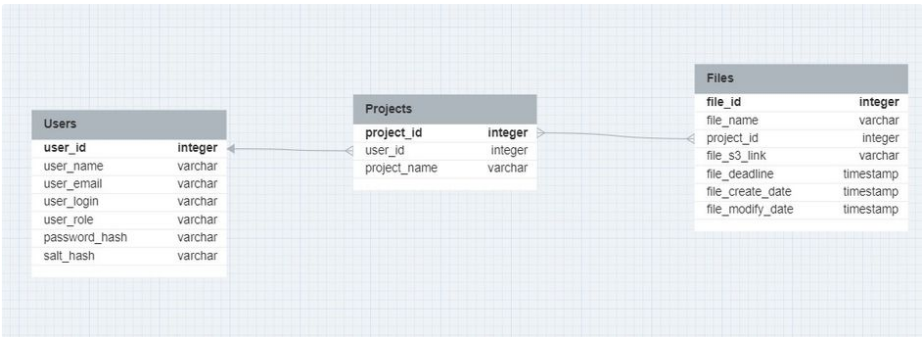 Users
user_id integer
user_name varchar
user_email varchar
user_login varchar
user_role varchar
password_hash varchar
salt_hash varchar
Projects
project_id integer
user_id integer
project_name varchar
Files
file_id integer
file_name varchar
project_id integer
file_s3_link varchar
file_deadline timestamp
file_create_date timestamp
file_modify_date timestamp